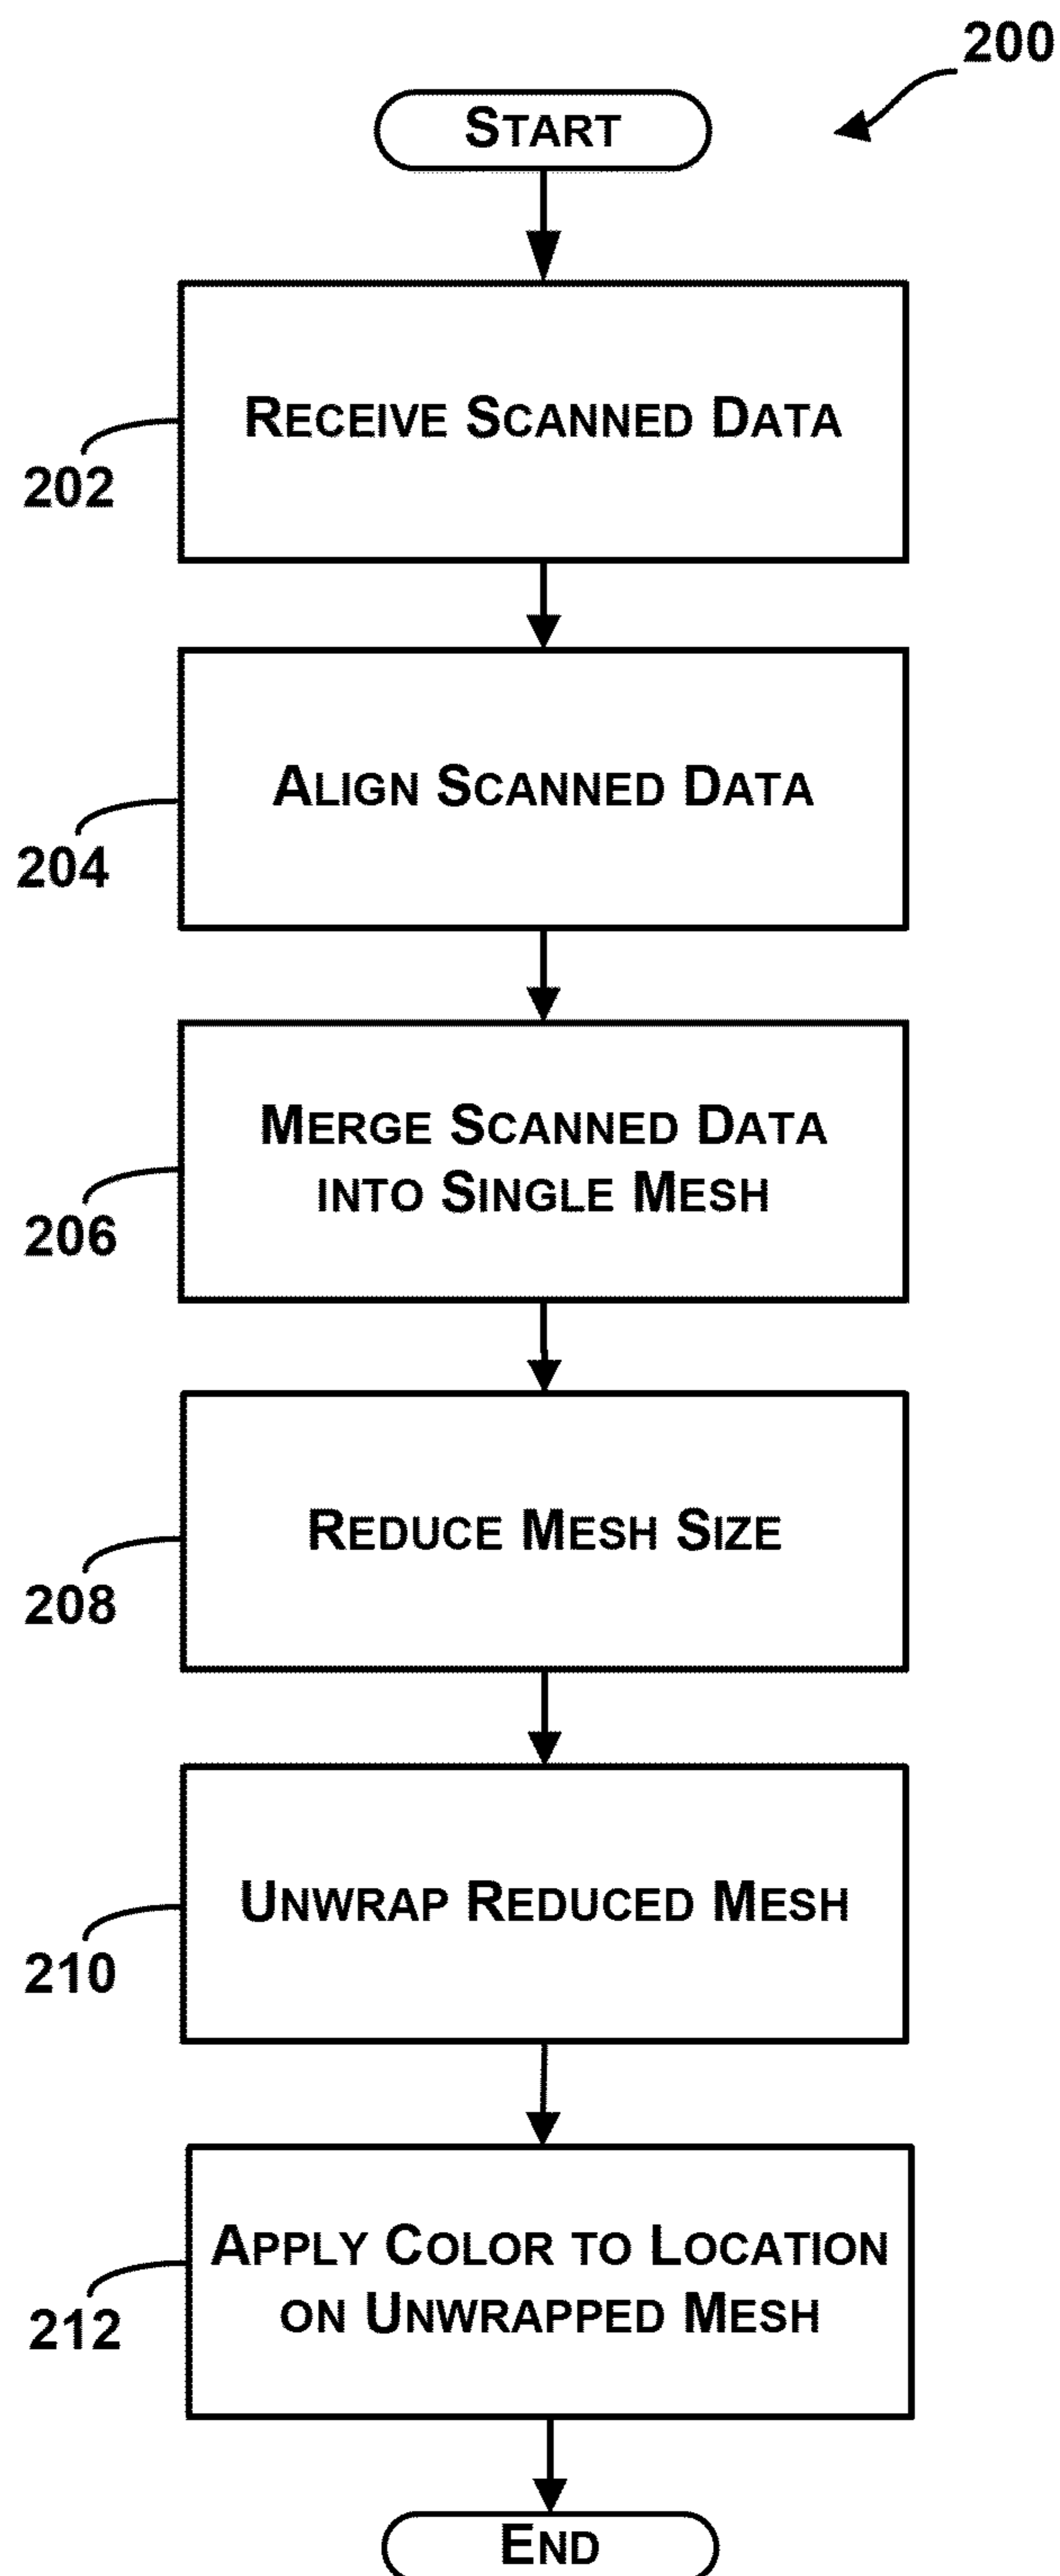 200
START
RECEIVE SCANNED DATA
202
ALIGN SCANNED DATA
204
MERGE SCANNED DATA
INTO SINGLE MESH
206
REDUCE MESH SIZE
208
UNWRAP REDUCED MESH
210
APPLY COLOR TO LOCATION
ON UNWRAPPED MESH
212
END